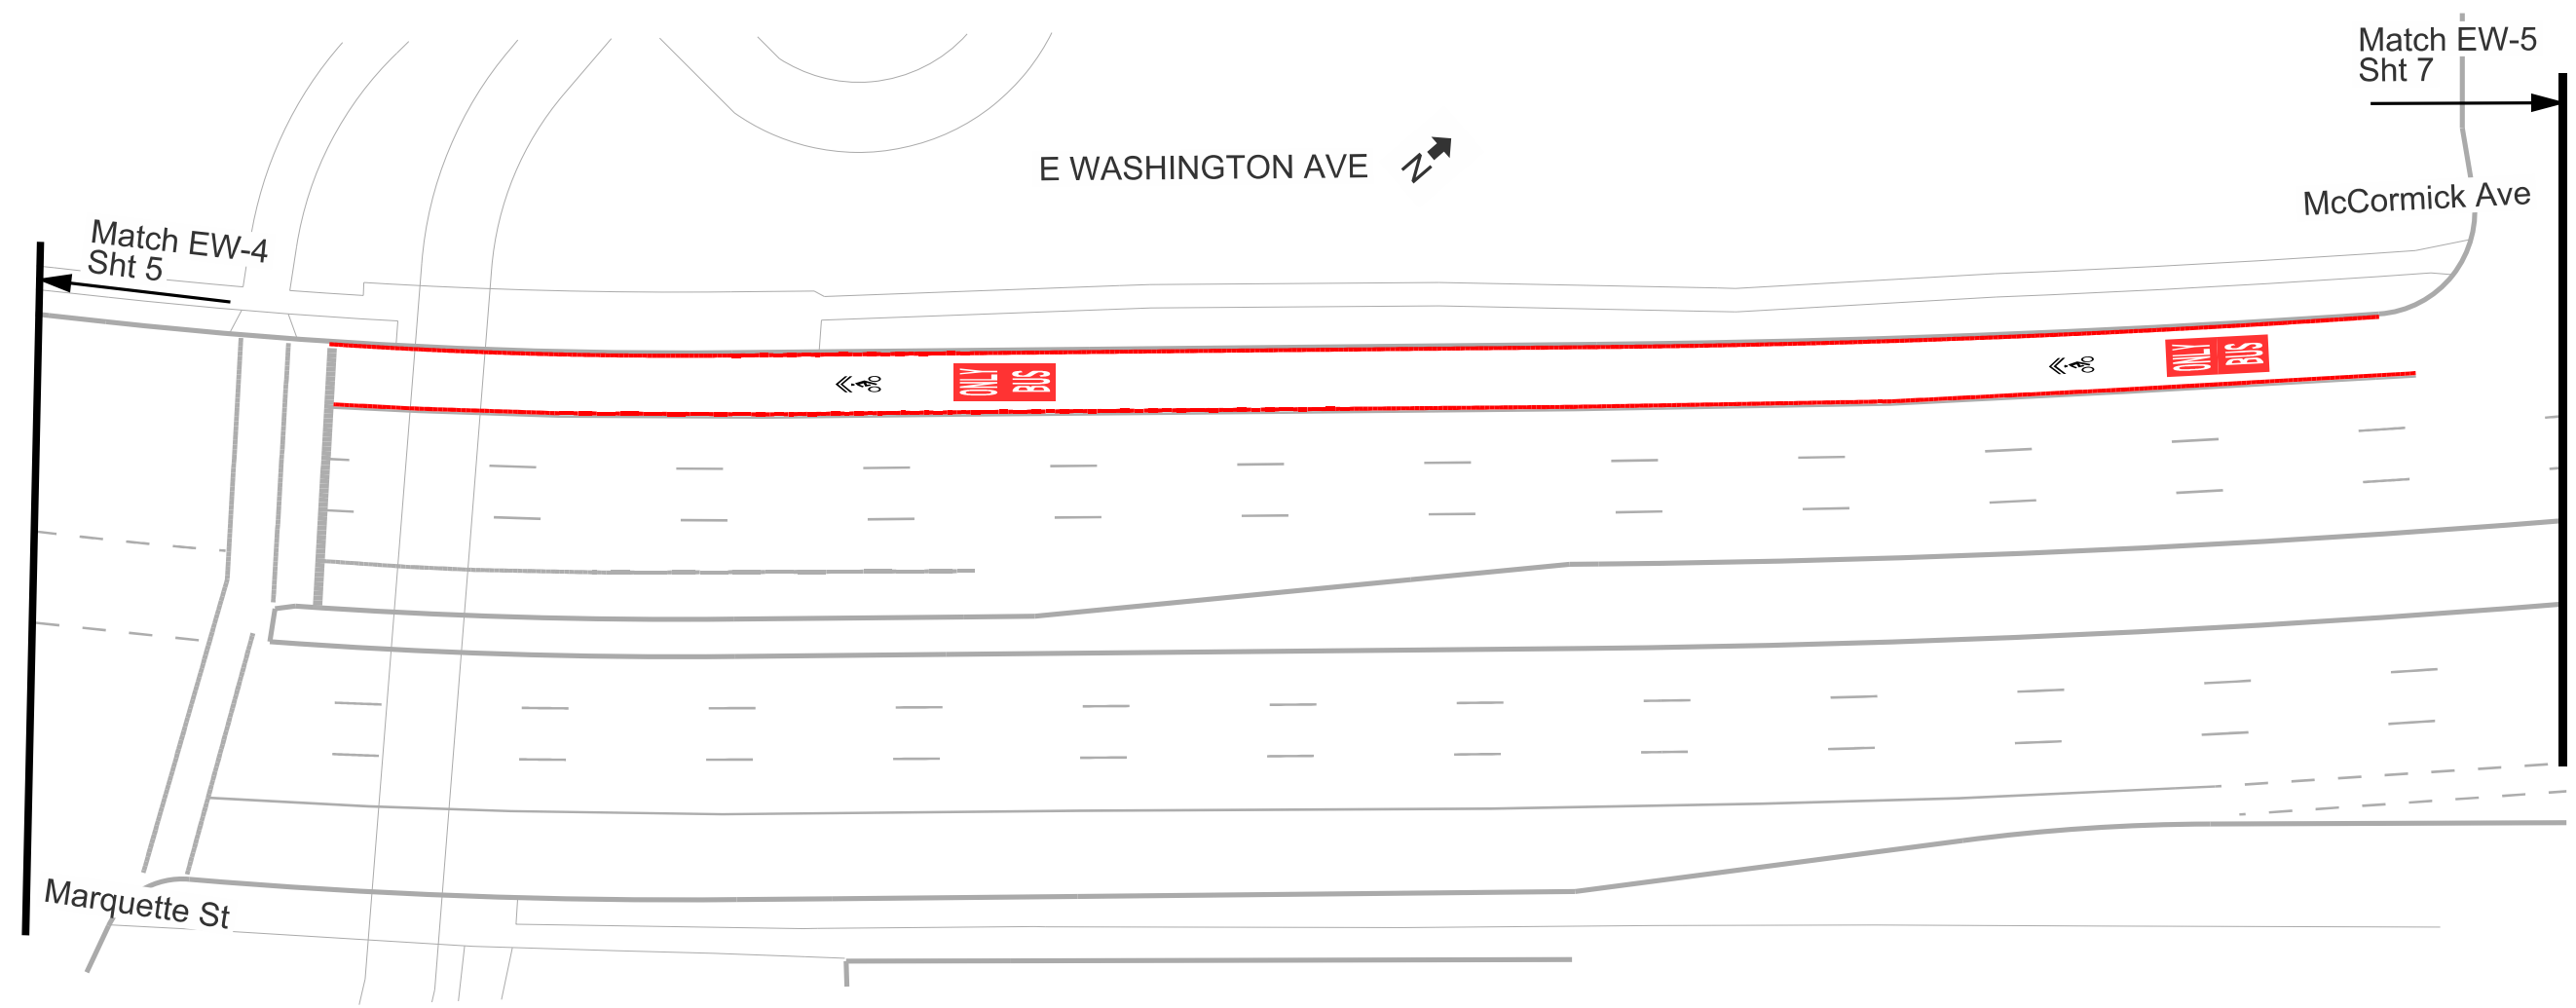 Match EW-5
Sht 7
E WASHINGTON AVE
N
McCormick Ave
Match EW-4
Sht 5
ONLY
BUS
ONLY
BUS
Marquette St